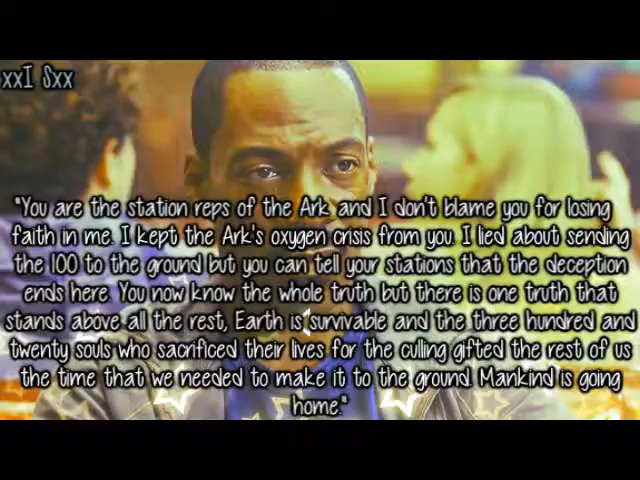 xxI Sxx
"You are the station reps of the Ark and I don't blame you for losing
faith in me. I kept the Ark's oxygen crisis from you. I lied about sending
the 100 to the ground but you can tell your stations that the deception
ends here. You now know the whole truth but there is one truth that
stands above all the rest, Earth is survivable and the three hundred and
twenty souls who sacrificed their lives for the culling gifted the rest of us
the time that we needed to make it to the ground. Mankind is going
home."